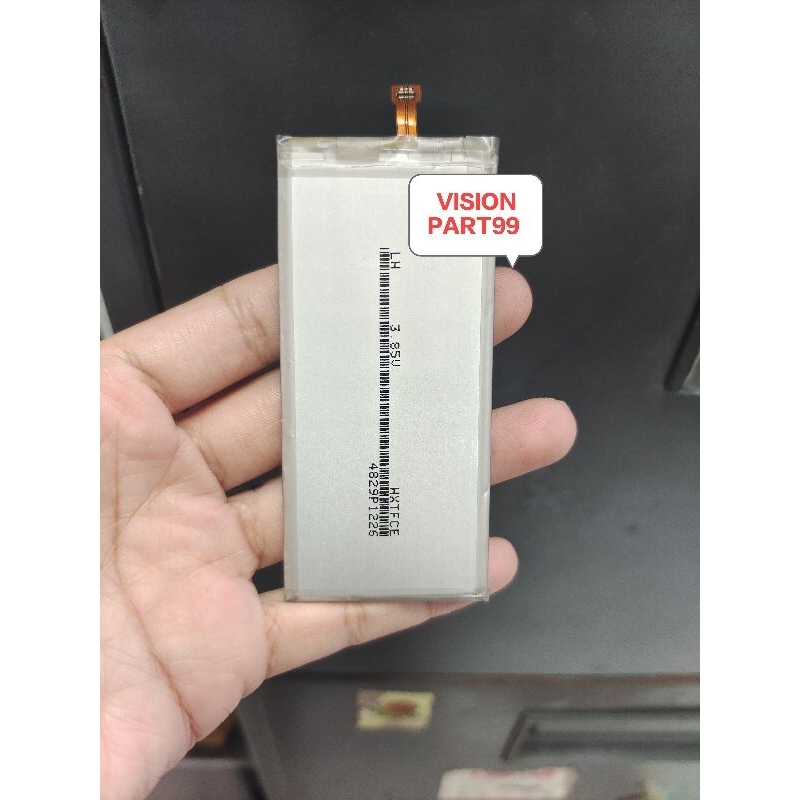 VISION
PART99
LH 3.85V HXTFCE
4829P1226